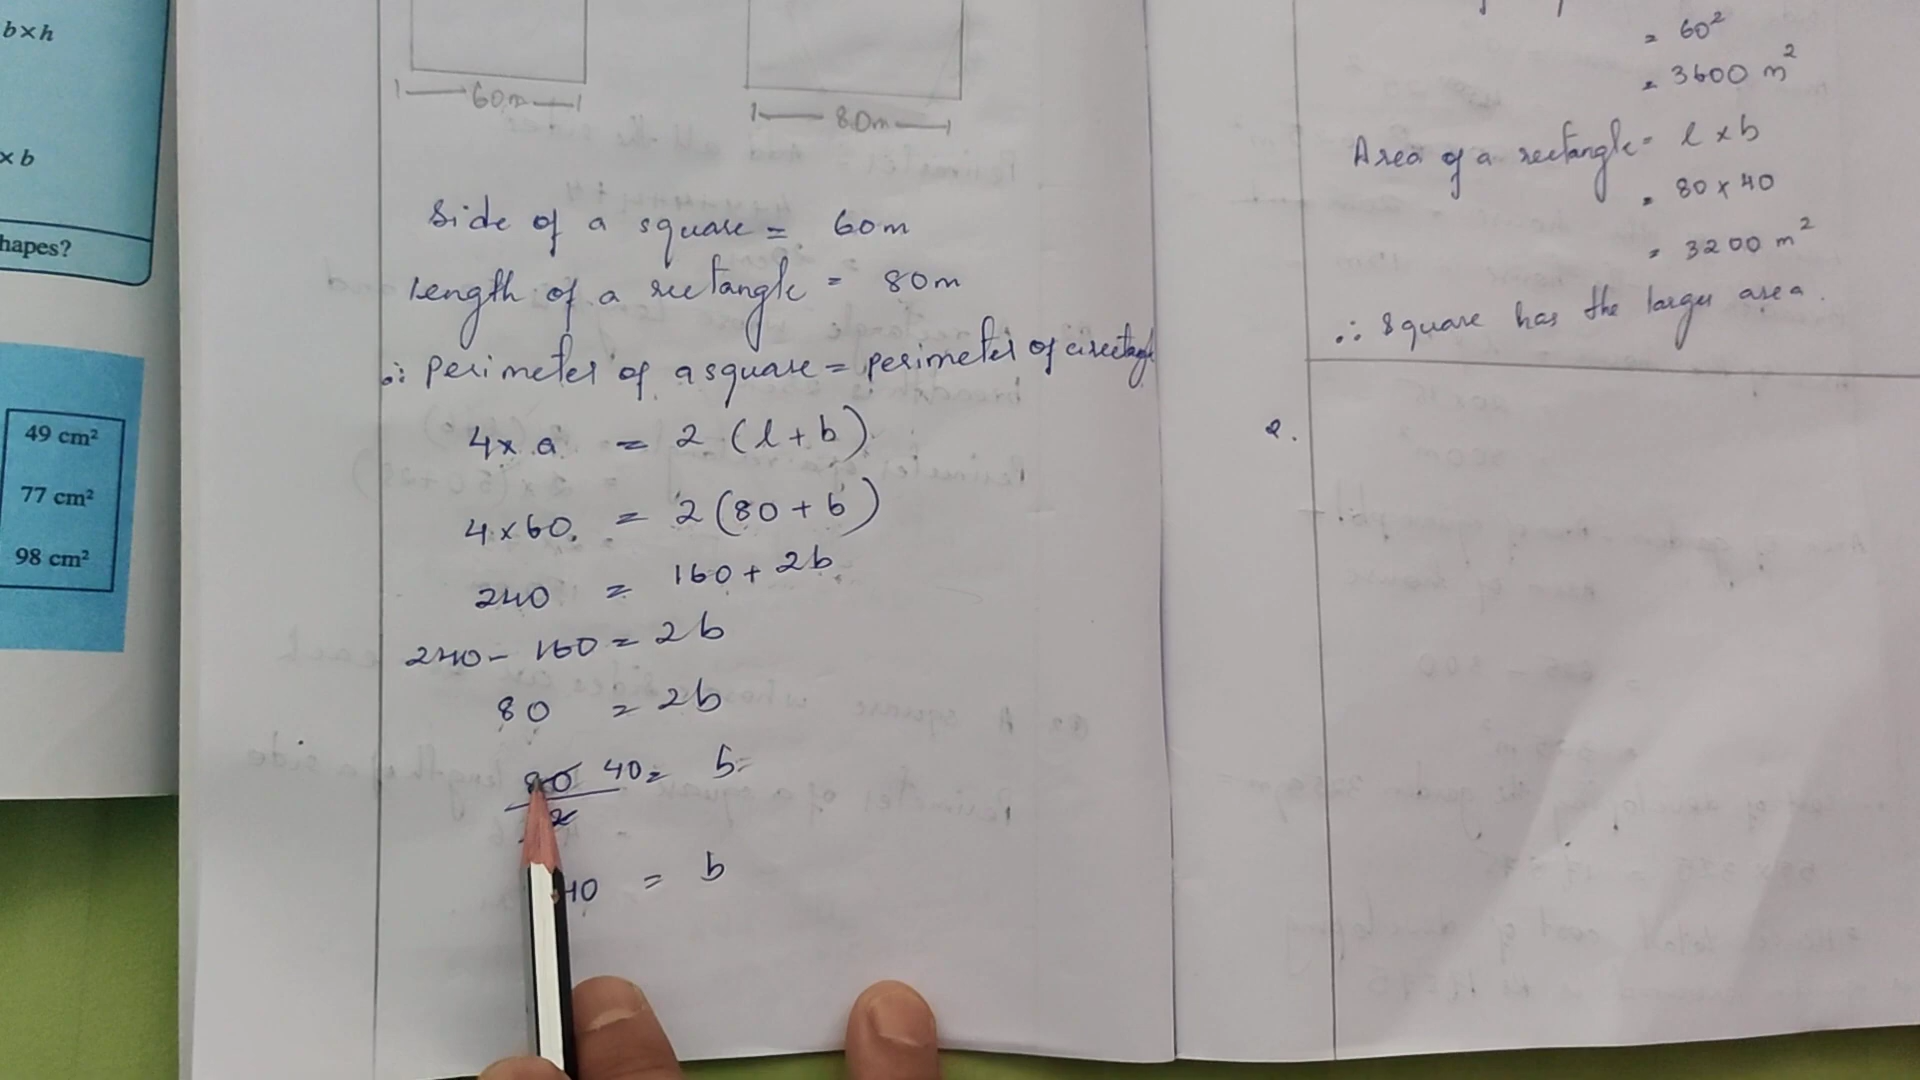 b×h
× b
hapes?
49 cm²
77 cm²
98 cm²
60m
80m
Side of a square = 60m
Length of a rectangle = 80m
∴ Perimeter of a square = perimeter of a rectangle
4× a = 2 (l + b)
4×60. = 2 (80 + b)
240 = 160 + 2b
240 - 160 = 2b
80 = 2b
80 40 = b
2
40 = b
= 60²
= 3600 m²
Area of a rectangle = l × b
= 80 × 40
= 3200 m²
∴ square has the larger area.
2.